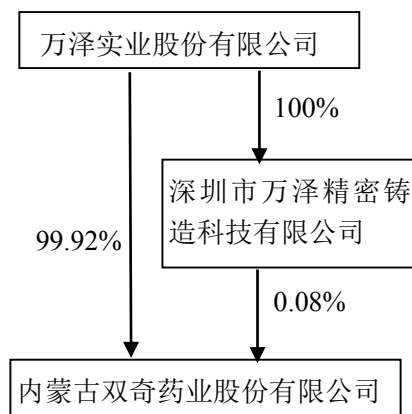 万泽实业股份有限公司
100%
深圳市万泽精密铸
造科技有限公司
99.92%
0.08%
内蒙古双奇药业股份有限公司